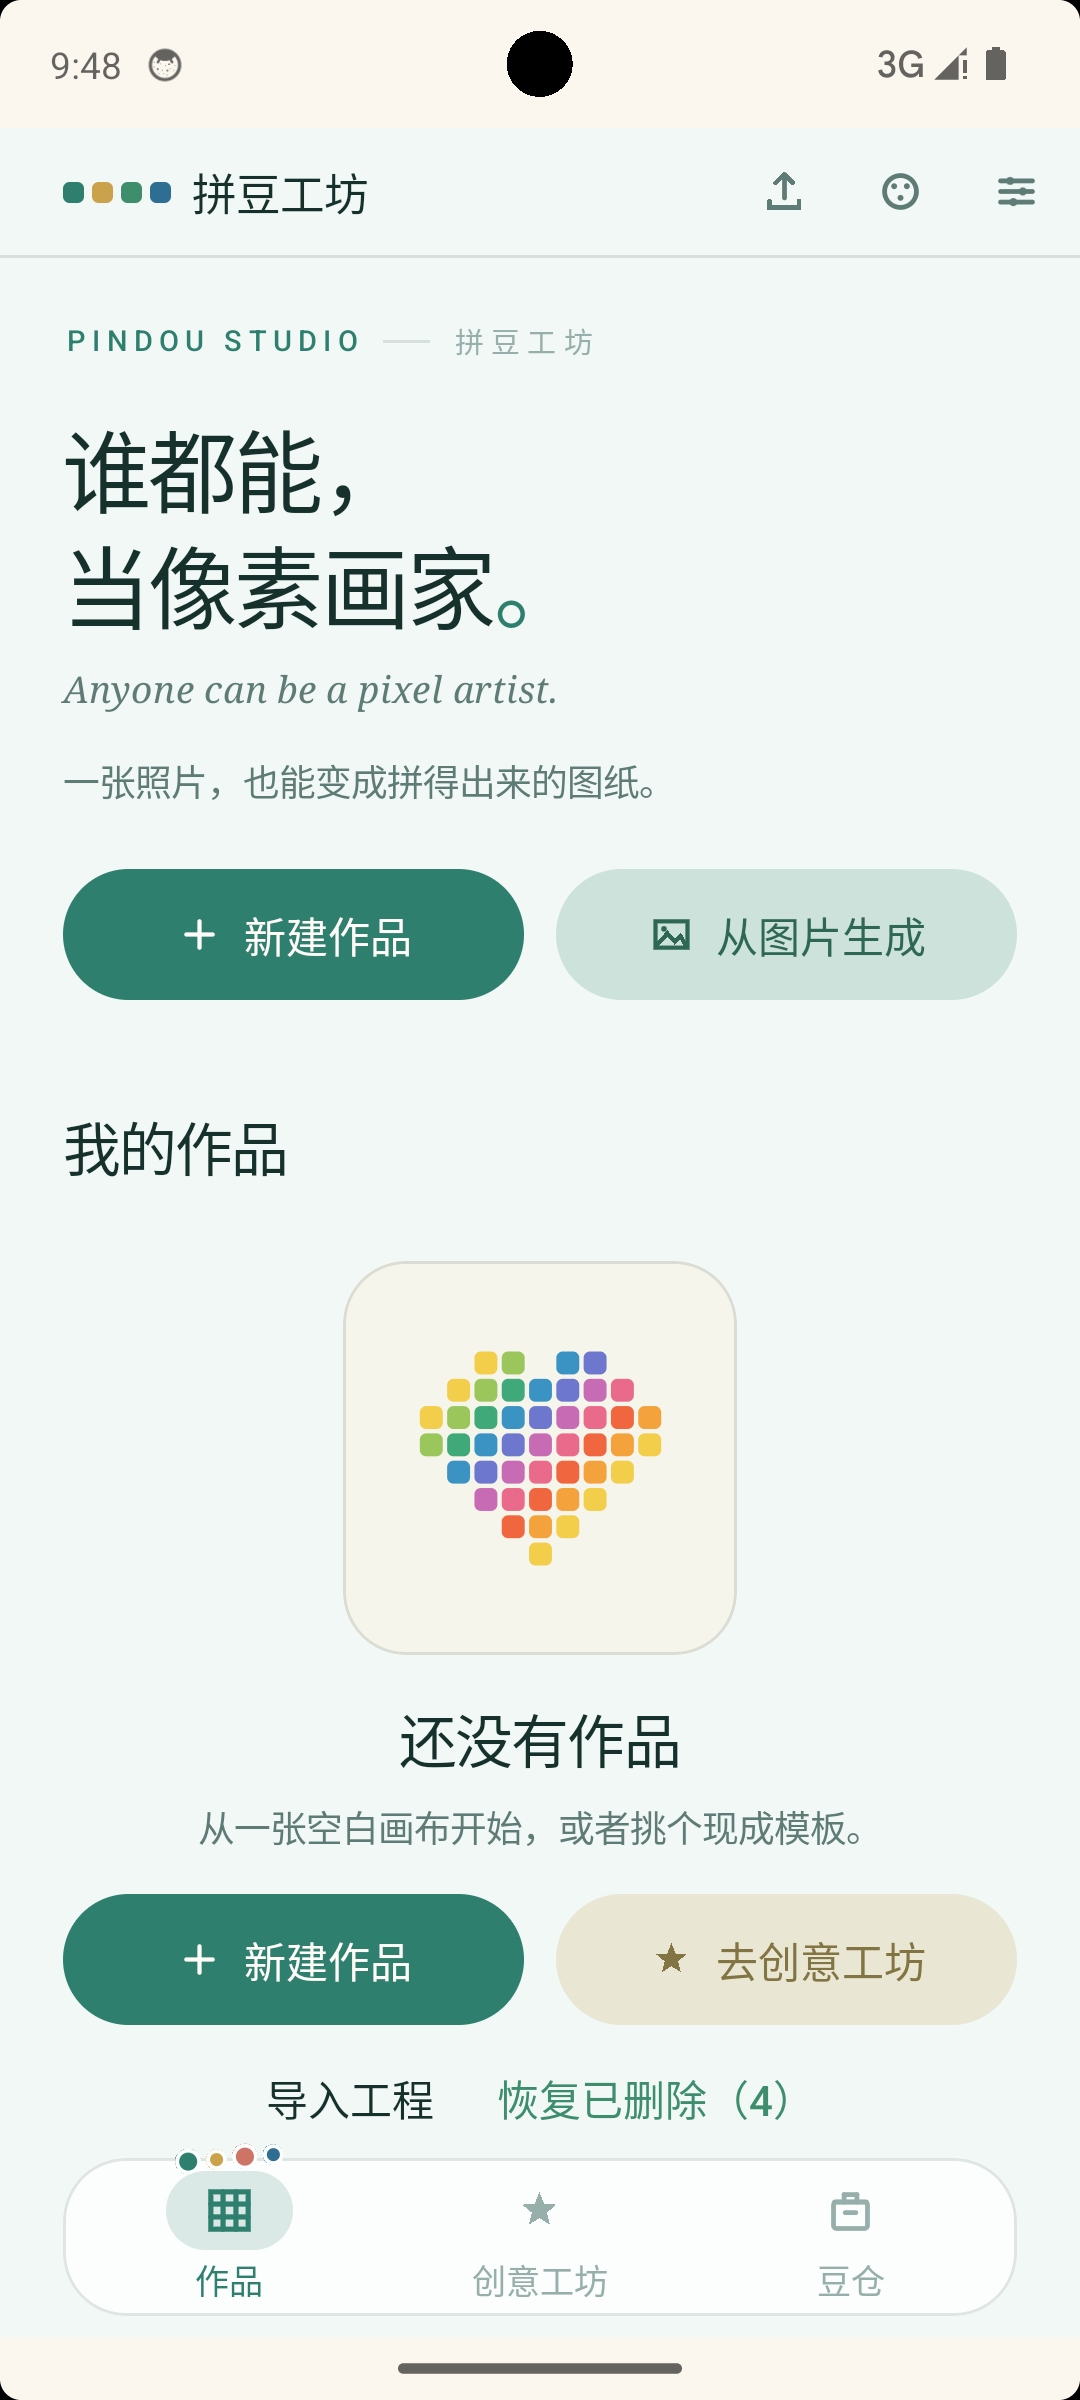 9:48
3G
拼豆工坊
PINDOU STUDIO — 拼豆工坊
谁都能，
当像素画家。
Anyone can be a pixel artist.
一张照片，也能变成拼得出来的图纸。
新建作品
从图片生成
我的作品
还没有作品
从一张空白画布开始，或者挑个现成模板。
新建作品
去创意工坊
导入工程
恢复已删除（4）
作品
创意工坊
豆仓